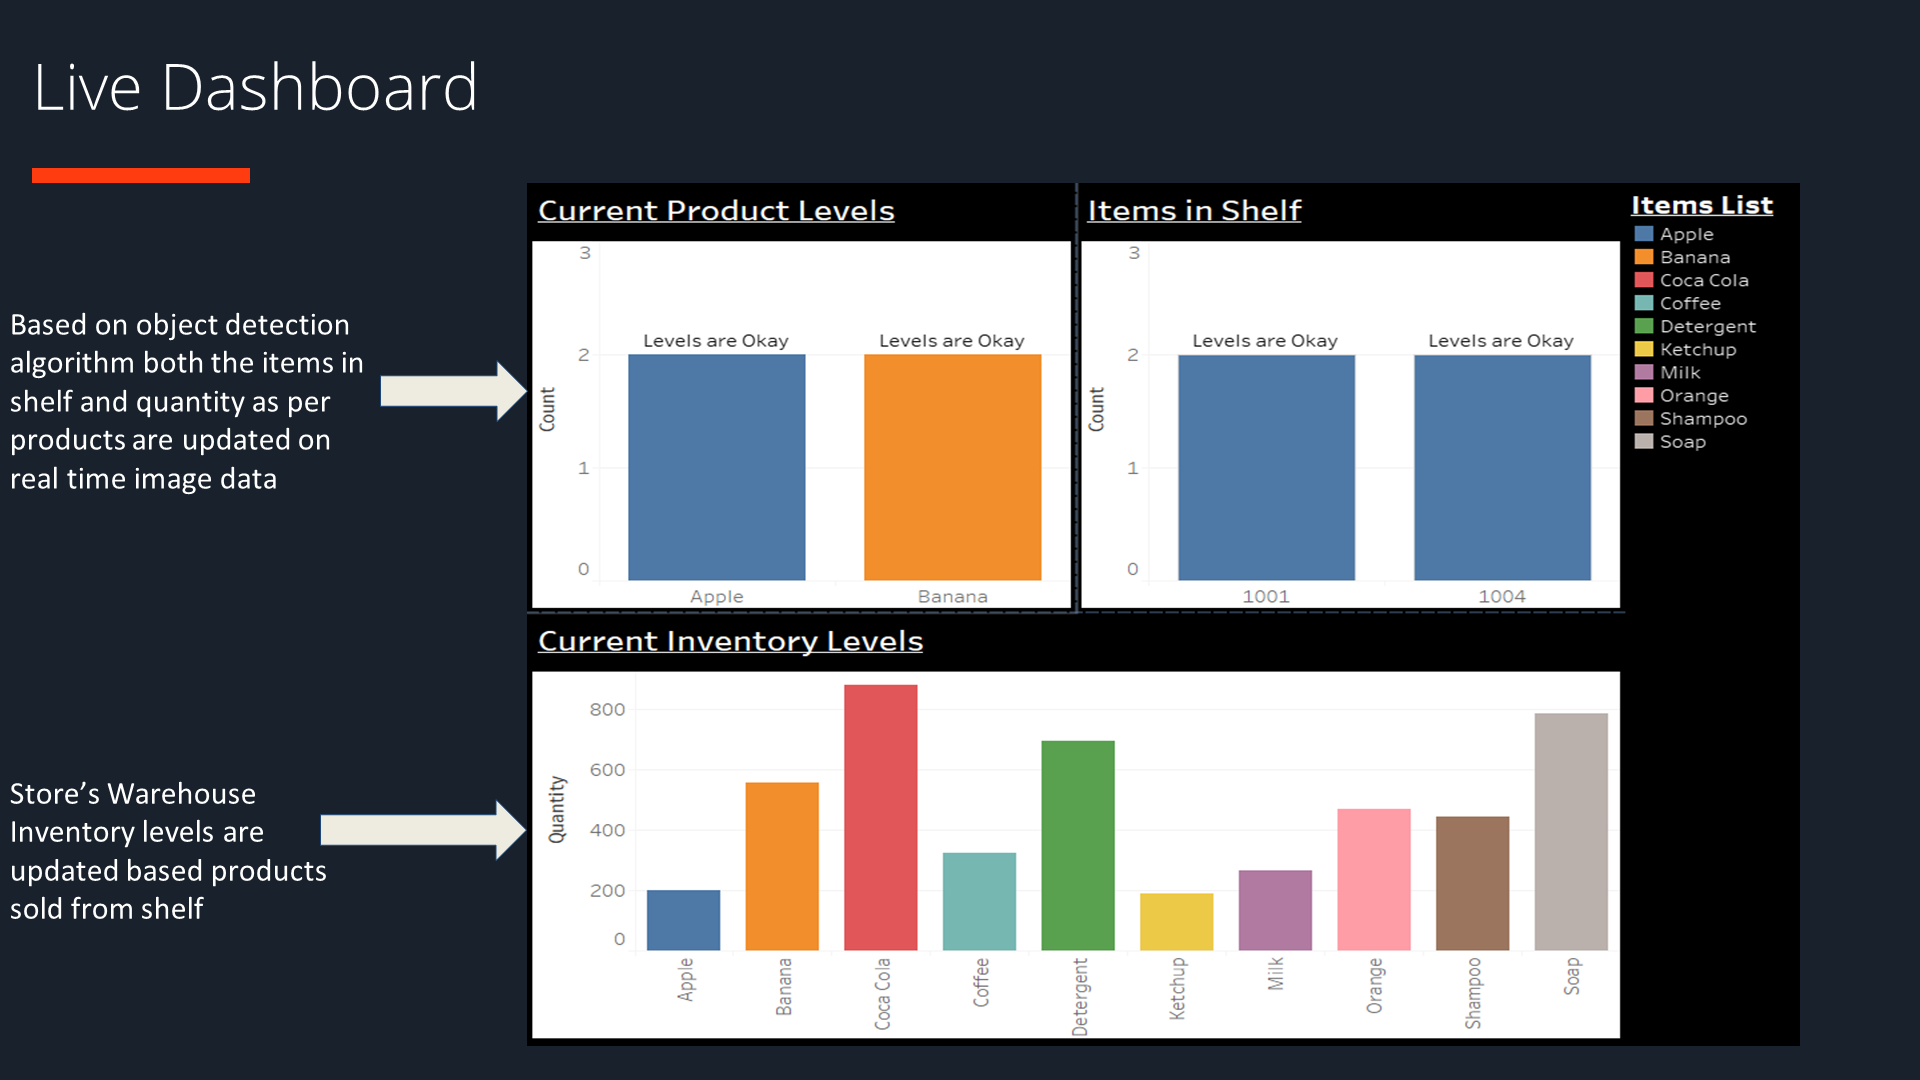 Live Dashboard
Based on object detection
algorithm both the items in
shelf and quantity as per
products are updated on
real time image data
Store’s Warehouse
Inventory levels are
updated based products
sold from shelf
Current Product Levels
3
2
1
0
Count
Levels are Okay
Levels are Okay
Apple
Banana
Items in Shelf
3
2
1
0
Count
Levels are Okay
Levels are Okay
1001
1004
Items List
Apple
Banana
Coca Cola
Coffee
Detergent
Ketchup
Milk
Orange
Shampoo
Soap
Current Inventory Levels
800
600
400
200
0
Quantity
Apple
Banana
Coca Cola
Coffee
Detergent
Ketchup
Milk
Orange
Shampoo
Soap